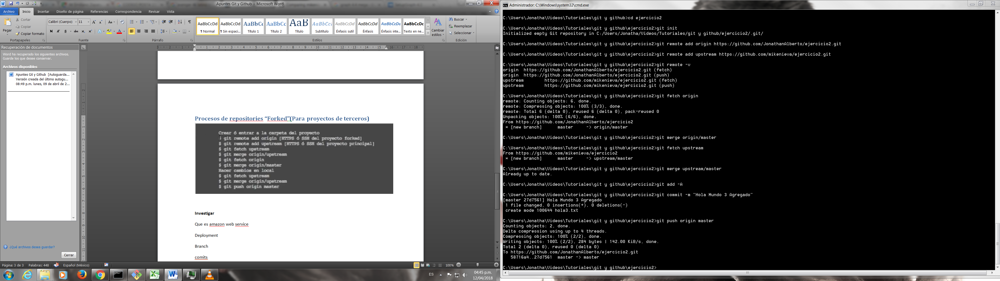 Apuntes Git y Github - Microsoft Word
Archivo Inicio Insertar Diseño de página Referencias Correspondencia Revisar Vista
Pegar
Cortar
Copiar
Copiar formato
Portapapeles
Calibri (Cuerpo) 11
Fuente
Párrafo
AaBbCcDd AaBbCcDd AaBbCc AaBbCc AaB AaBbCci AaBbCcDd AaBbCcDd AaBbCcDd AaBbCcDc
¶ Normal ¶ Sin espaci... Título 1 Título 2 Título Subtítulo Énfasis sutil Énfasis Énfasis inte... Texto en ne...
Estilos
Cambiar estilos
Buscar
Reemplazar
Seleccionar
Edición
Recuperación de documentos
Word ha recuperado los siguientes archivos.
Guarde los que desee conservar.
Archivos disponibles
Apuntes Git y Github [Autoguarda...
Versión creada del último autogu...
08:49 p.m. lunes, 09 de abril de 2...
¿Qué archivos desea guardar?
Cerrar
Procesos de repositories “Forked”(Para proyectos de terceros)
Crear ó entrar a la carpeta del proyecto
$ git remote add origin [HTTPS ó SSH del proyecto forked]
$ git remote add upstream [HTTPS ó SSH del proyecto principal]
$ git fetch upstream
$ git merge origin/upstream
$ git fetch origin
$ git merge origin/master
Hacer cambios en local
$ git fetch upstream
$ git merge origin/upstream
$ git push origin master
Investigar
Que es amazon web service
Deployment
Branch
comits
Página: 3 de 3 Palabras: 448 Español (México) 100%
ES 04:45 p.m.
12/04/2018
Administrador: C:\Windows\system32\cmd.exe
C:\Users\Jonatha\Videos\Tutoriales\git y github>cd ejercicio2
C:\Users\Jonatha\Videos\Tutoriales\git y github\ejercicio2>git init
Initialized empty Git repository in C:/Users/Jonatha/Videos/Tutoriales/git y github/ejercicio2/.git/
C:\Users\Jonatha\Videos\Tutoriales\git y github\ejercicio2>git remote add origin https://github.com/JonathanAlberto/ejercicio2.git
C:\Users\Jonatha\Videos\Tutoriales\git y github\ejercicio2>git remote add upstream https://github.com/mikenieva/ejercicio2.git
C:\Users\Jonatha\Videos\Tutoriales\git y github\ejercicio2>git remote -v
origin https://github.com/JonathanAlberto/ejercicio2.git (fetch)
origin https://github.com/JonathanAlberto/ejercicio2.git (push)
upstream https://github.com/mikenieva/ejercicio2.git (fetch)
upstream https://github.com/mikenieva/ejercicio2.git (push)
C:\Users\Jonatha\Videos\Tutoriales\git y github\ejercicio2>git fetch origin
remote: Counting objects: 6, done.
remote: Compressing objects: 100% (3/3), done.
remote: Total 6 (delta 0), reused 6 (delta 0), pack-reused 0
Unpacking objects: 100% (6/6), done.
From https://github.com/JonathanAlberto/ejercicio2
* [new branch] master -> origin/master
C:\Users\Jonatha\Videos\Tutoriales\git y github\ejercicio2>git merge origin/master
C:\Users\Jonatha\Videos\Tutoriales\git y github\ejercicio2>git fetch upstream
From https://github.com/mikenieva/ejercicio2
* [new branch] master -> upstream/master
C:\Users\Jonatha\Videos\Tutoriales\git y github\ejercicio2>git merge upstream/master
Already up to date.
C:\Users\Jonatha\Videos\Tutoriales\git y github\ejercicio2>git add -A
C:\Users\Jonatha\Videos\Tutoriales\git y github\ejercicio2>git commit -m "Hola Mundo 3 Agregado"
[master 27d7561] Hola Mundo 3 Agregado
1 file changed, 0 insertions(+), 0 deletions(-)
create mode 100644 hola3.txt
C:\Users\Jonatha\Videos\Tutoriales\git y github\ejercicio2>git push origin master
Counting objects: 2, done.
Delta compression using up to 4 threads.
Compressing objects: 100% (2/2), done.
Writing objects: 100% (2/2), 284 bytes | 142.00 KiB/s, done.
Total 2 (delta 0), reused 0 (delta 0)
To https://github.com/JonathanAlberto/ejercicio2.git
58716a4..27d7561 master -> master
C:\Users\Jonatha\Videos\Tutoriales\git y github\ejercicio2>